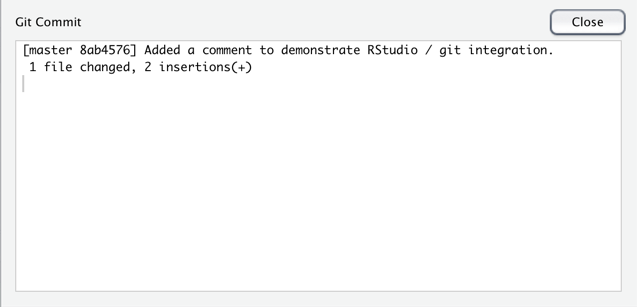 Git Commit
Close
[master 8ab4576] Added a comment to demonstrate RStudio / git integration.
1 file changed, 2 insertions(+)